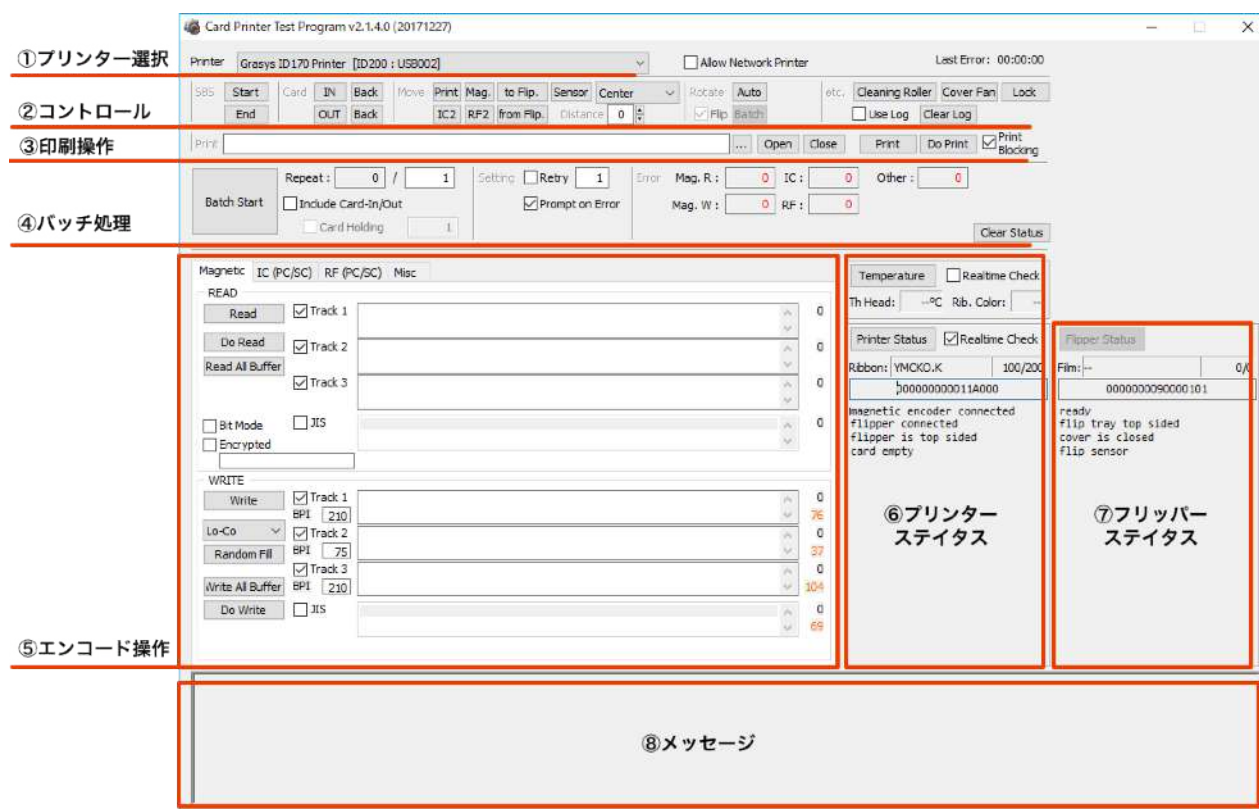 Card Printer Test Program v2.1.4.0 (20171227)
①プリンター選択
Printer Grasys ID170 Printer [ID200 : USB002] Allow Network Printer Last Error: 00:00:00
SBS Start Card IN Back Move Print Mag. to Flip. Sensor Center Rotate Auto etc. Cleaning Roller Cover Fan Lock
②コントロール
End OUT Back IC2 RF2 from Flip. Distance 0 Flip Batch Use Log Clear Log
③印刷操作
Print ... Open Close Print Do Print Print Blocking
④バッチ処理
Batch Start Repeat : 0 / 1 Setting Retry 1 Error Mag. R : 0 IC : 0 Other : 0
Include Card-In/Out Prompt on Error Mag. W : 0 RF : 0
Card Holding 1 Clear Status
Magnetic IC (PC/SC) RF (PC/SC) Misc
READ
Read Track 1 0
Do Read Track 2 0
Read All Buffer
Track 3 0
Bit Mode JIS 0
Encrypted
WRITE
Write Track 1 0
BPI 210 76
Lo-Co Track 2 0
Random Fill BPI 75 37
Track 3 0
Write All Buffer BPI 210 104
Do Write JIS 0
69
⑤エンコード操作
Temperature Realtime Check
Th Head: --ºC Rib. Color: --
Printer Status Realtime Check
Ribbon: YMCKO.K 100/200
00000000011A000
magnetic encoder connected
flipper connected
flipper is top sided
card empty
⑥プリンター
ステイタス
Flipper Status
Film: -- 0/0
0000000090000101
ready
flip tray top sided
cover is closed
flip sensor
⑦フリッパー
ステイタス
⑧メッセージ